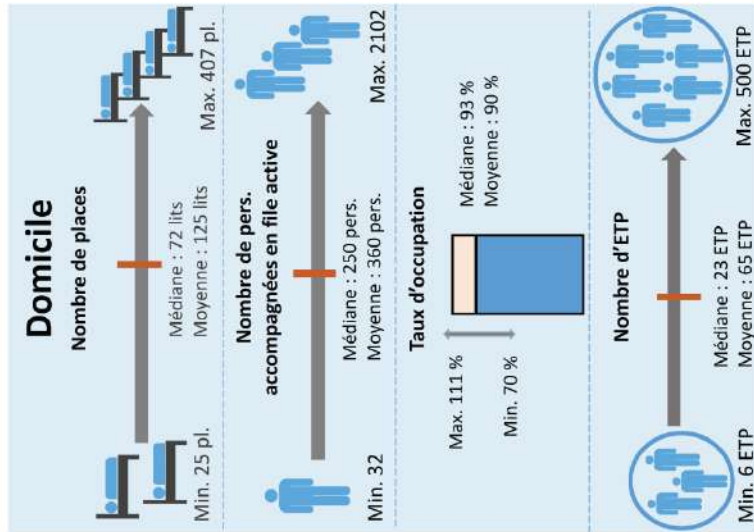 Domicile
Nombre de places
Médiane : 72 lits
Moyenne : 125 lits
Min. 25 pl.
Max. 407 pl.
Nombre de pers.
accompagnées en file active
Médiane : 250 pers.
Moyenne : 360 pers.
Min. 32
Max. 2102
Taux d'occupation
Max. 111 %
Min. 70 %
Médiane : 93 %
Moyenne : 90 %
Nombre d'ETP
Médiane : 23 ETP
Moyenne : 65 ETP
Min. 6 ETP
Max. 500 ETP